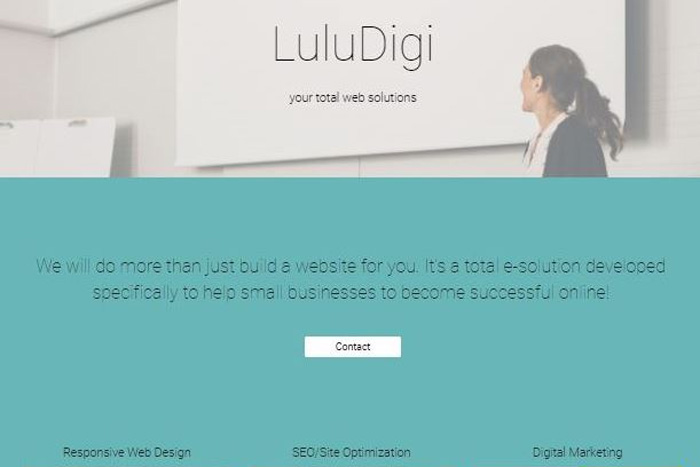 LuluDigi
your total web solutions
We will do more than just build a website for you. It's a total e-solution developed
specifically to help small businesses to become successful online!
Contact
Responsive Web Design
SEO/Site Optimization
Digital Marketing